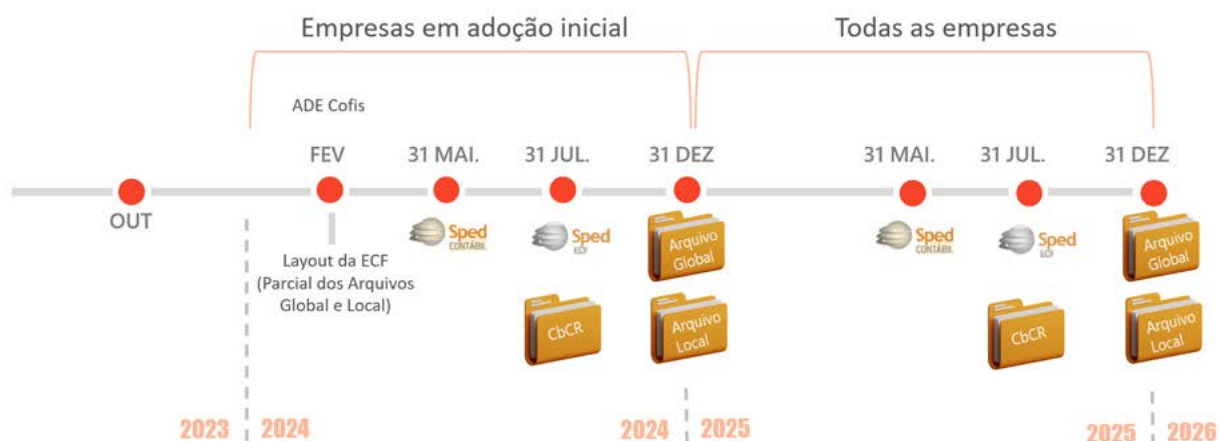 Empresas em adoção inicial
Todas as empresas
ADE Cofis
FEV
31 MAI.
31 JUL.
31 DEZ
31 MAI.
31 JUL.
31 DEZ
OUT
Layout da ECF
(Parcial dos Arquivos
Global e Local)
Sped
CONTÁBIL
Sped
ECF
Arquivo
Global
Sped
CONTÁBIL
Sped
ECF
Arquivo
Global
CbCR
Arquivo
Local
CbCR
Arquivo
Local
2023
2024
2024
2025
2025
2026